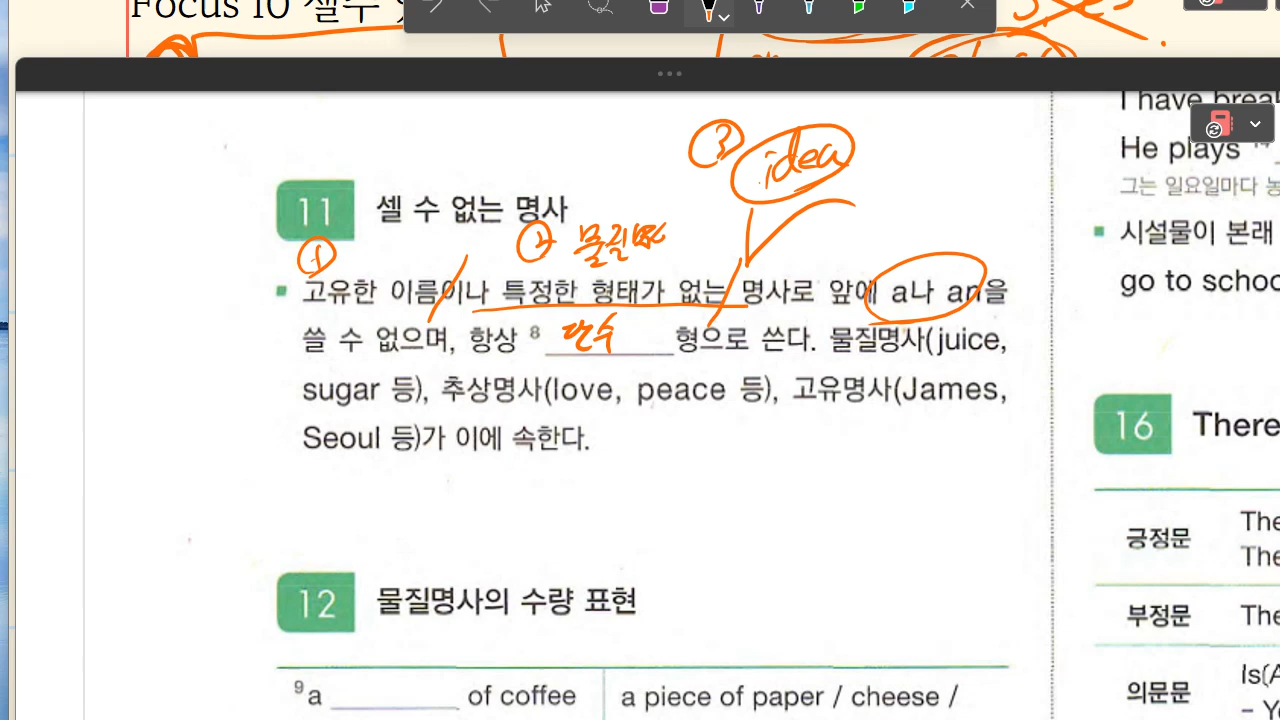 Focus 10 셀수
③ idea
I have brea
He plays 14
그는 일요일마다 농
11 셀 수 없는 명사
시설물이 본래
① ② 물질
고유한 이름이나 특정한 형태가 없는 명사로 앞에 a나 an을
go to schoo
쓸 수 없으며, 항상 8 단수 형으로 쓴다. 물질명사(juice,
sugar 등), 추상명사(love, peace 등), 고유명사(James,
Seoul 등)가 이에 속한다.
16 There
긍정문 The
The
12 물질명사의 수량 표현
부정문 The
9 a ________ of coffee a piece of paper / cheese /
의문문 Is(A
– Y